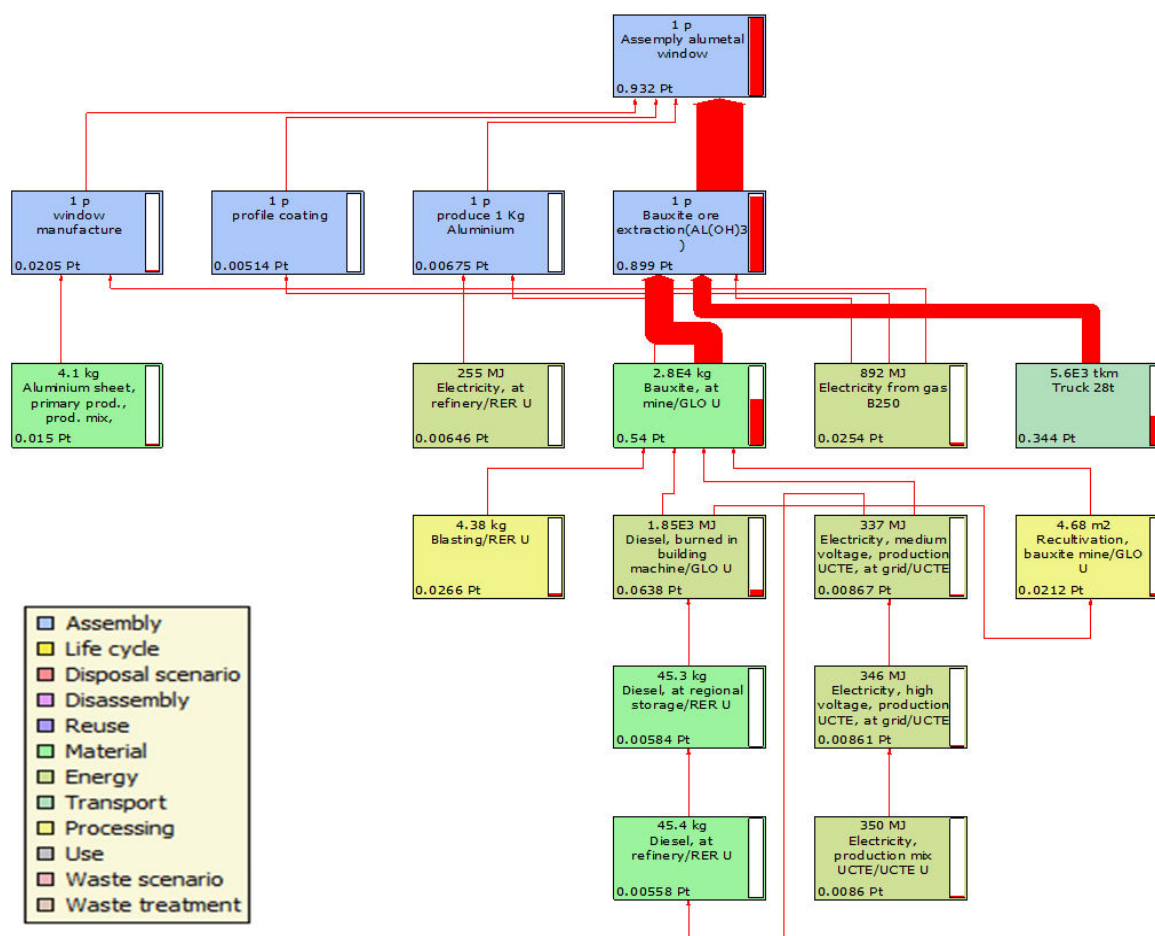 1 p
Assemply alumetal
window
0.932 Pt
1 p
window
manufacture
0.0205 Pt
1 p
profile coating
0.00514 Pt
1 p
produce 1 Kg
Aluminium
0.00675 Pt
1 p
Bauxite ore
extraction(AL(OH)3
)
0.899 Pt
4.1 kg
Aluminium sheet,
primary prod.,
prod. mix,
0.015 Pt
255 MJ
Electricity, at
refinery/RER U
0.00646 Pt
2.8E4 kg
Bauxite, at
mine/GLO U
0.54 Pt
892 MJ
Electricity from gas
B250
0.0254 Pt
5.6E3 tkm
Truck 28t
0.344 Pt
4.38 kg
Blasting/RER U
0.0266 Pt
1.85E3 MJ
Diesel, burned in
building
machine/GLO U
0.0638 Pt
337 MJ
Electricity, medium
voltage, production
UCTE, at grid/UCTE
0.00867 Pt
4.68 m2
Recultivation,
bauxite mine/GLO
U
0.0212 Pt
45.3 kg
Diesel, at regional
storage/RER U
0.00584 Pt
346 MJ
Electricity, high
voltage, production
UCTE, at grid/UCTE
0.00861 Pt
45.4 kg
Diesel, at
refinery/RER U
0.00558 Pt
350 MJ
Electricity,
production mix
UCTE/UCTE U
0.0086 Pt
Assembly
Life cycle
Disposal scenario
Disassembly
Reuse
Material
Energy
Transport
Processing
Use
Waste scenario
Waste treatment